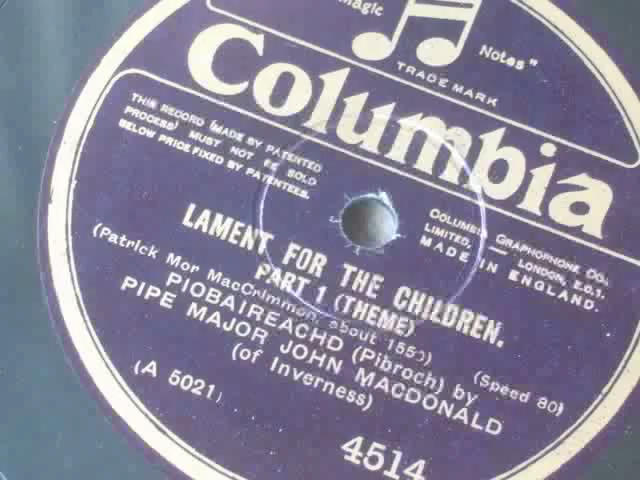 Magic
Notes"
TRADE MARK
Columbia
THIS RECORD (MADE BY PATENTED
PROCESS) MUST NOT BE SOLD
BELOW PRICE FIXED BY PATENTEES.
COLUMBIA GRAPHOPHONE CO.
LIMITED, — LONDON, E.C.1.
MADE IN ENGLAND.
LAMENT FOR THE CHILDREN.
PART 1 (THEME)
(Patrick Mor MacCrimmon, about
(Speed 80)
PIOBAIREACHD (Pibroch) by
PIPE MAJOR JOHN MACDONALD
(of Inverness)
(A 5021)
4514